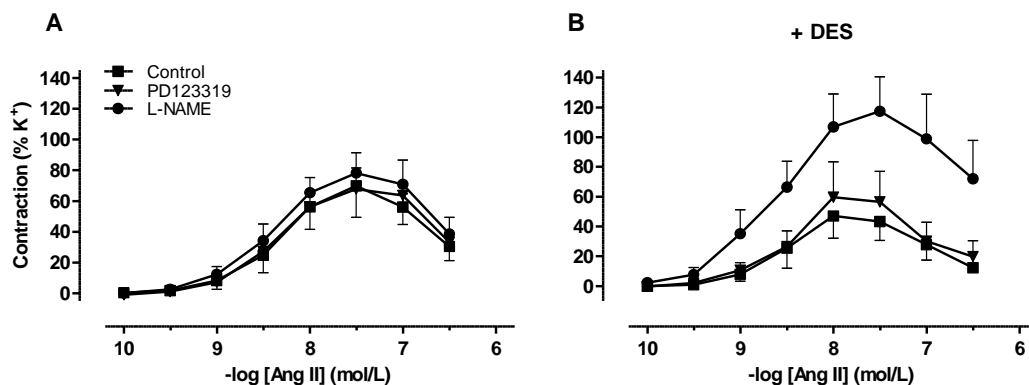 A
Control
PD123319
L-NAME
140
120
100
80
60
40
20
0
Contraction (% K⁺)
10 9 8 7 6
-log [Ang II] (mol/L)
B
+ DES
140
120
100
80
60
40
20
0
10 9 8 7 6
-log [Ang II] (mol/L)